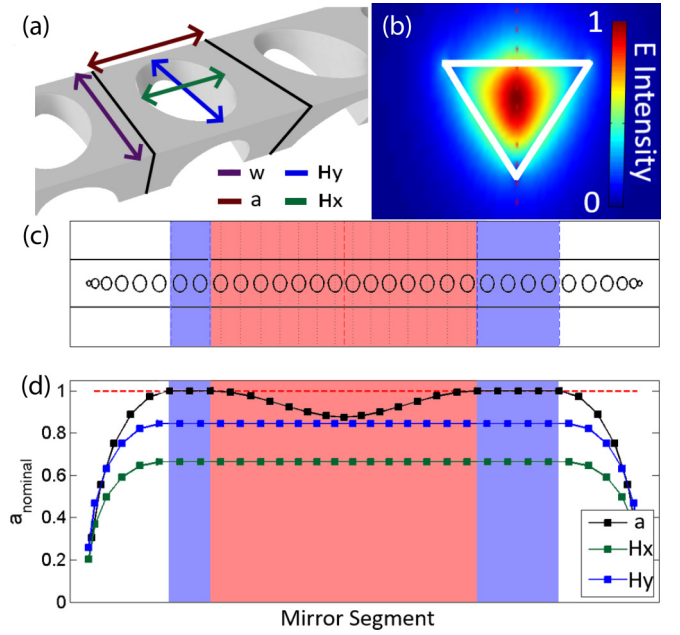 (a)
w
Hy
a
Hx
(b)
1
E Intensity
0
(c)
(d)
1
0.8
0.6
0.4
0.2
0
a nominal
a
Hx
Hy
Mirror Segment